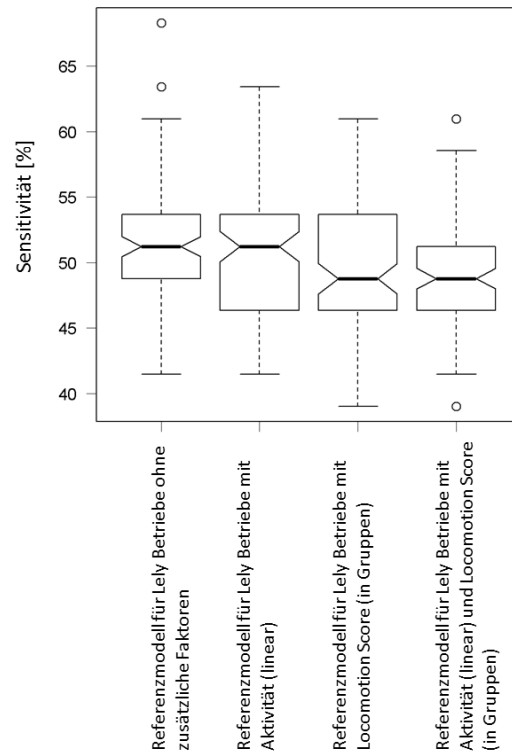 Sensitivität [%]
65
60
55
50
45
40
Referenzmodell für Lely Betriebe ohne
zusätzliche Faktoren
Referenzmodell für Lely Betriebe mit
Aktivität (linear)
Referenzmodell für Lely Betriebe mit
Locomotion Score (in Gruppen)
Referenzmodell für Lely Betriebe mit
Aktivität (linear) und Locomotion Score
(in Gruppen)